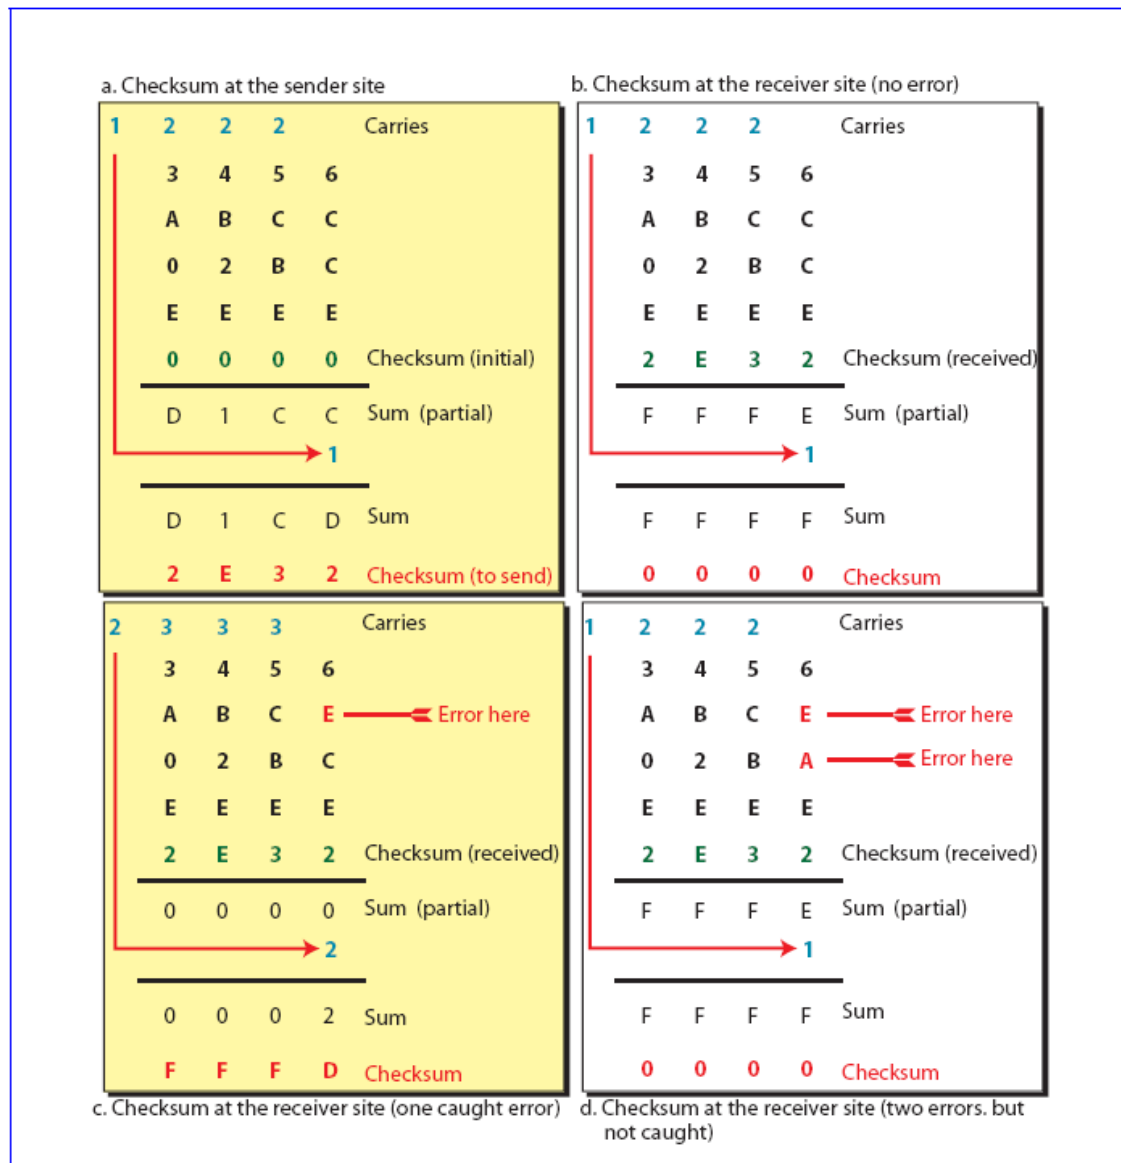 a. Checksum at the sender site
1 2 2 2 Carries
3 4 5 6
A B C C
0 2 B C
E E E E
0 0 0 0 Checksum (initial)
D 1 C C Sum (partial)
1
D 1 C D Sum
2 E 3 2 Checksum (to send)
b. Checksum at the receiver site (no error)
1 2 2 2 Carries
3 4 5 6
A B C C
0 2 B C
E E E E
2 E 3 2 Checksum (received)
F F F E Sum (partial)
1
F F F F Sum
0 0 0 0 Checksum
2 3 3 3 Carries
3 4 5 6
A B C E Error here
0 2 B C
E E E E
2 E 3 2 Checksum (received)
0 0 0 0 Sum (partial)
2
0 0 0 2 Sum
F F F D Checksum
c. Checksum at the receiver site (one caught error)
1 2 2 2 Carries
3 4 5 6
A B C E Error here
0 2 B A Error here
E E E E
2 E 3 2 Checksum (received)
F F F E Sum (partial)
1
F F F F Sum
0 0 0 0 Checksum
d. Checksum at the receiver site (two errors. but
not caught)